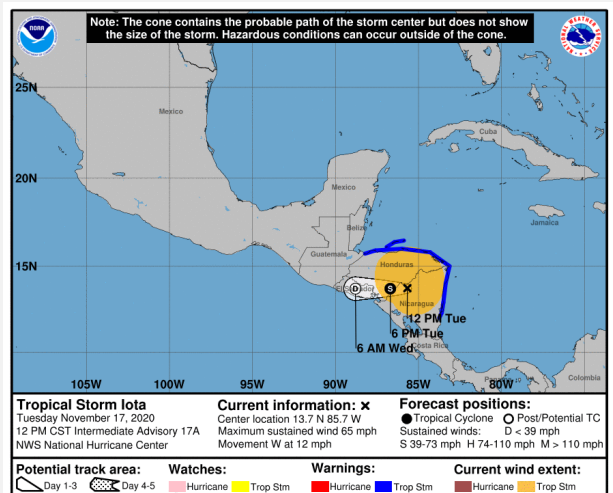 Note: The cone contains the probable path of the storm center but does not show
the size of the storm. Hazardous conditions can occur outside of the cone.
NOAA
25N
Mexico
Cuba
20N
Mexico
Belize
Jamaica
Guatemala
15N
Honduras
D
S
El Salvador
Nicaragua
12 PM Tue
6 PM Tue
6 AM Wed
Costa Rica
105W 100W 95W 90W 85W 80W
Colombia
Tropical Storm Iota
Tuesday November 17, 2020
12 PM CST Intermediate Advisory 17A
NWS National Hurricane Center
Current information: x
Center location 13.7 N 85.7 W
Maximum sustained wind 65 mph
Movement W at 12 mph
Forecast positions:
Tropical Cyclone Post/Potential TC
Sustained winds: D < 39 mph
S 39-73 mph H 74-110 mph M > 110 mph
Potential track area:
Day 1-3 Day 4-5
Watches:
Hurricane Trop Stm
Warnings:
Hurricane Trop Stm
Current wind extent:
Hurricane Trop Stm